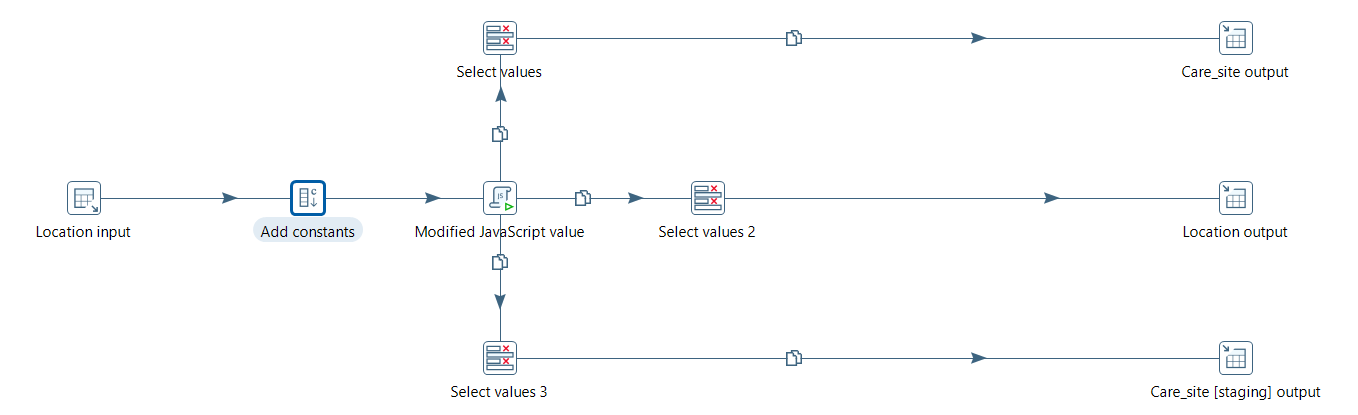 Select values
Care_site output
Location input
Add constants
Modified JavaScript value
Select values 2
Location output
Select values 3
Care_site [staging] output